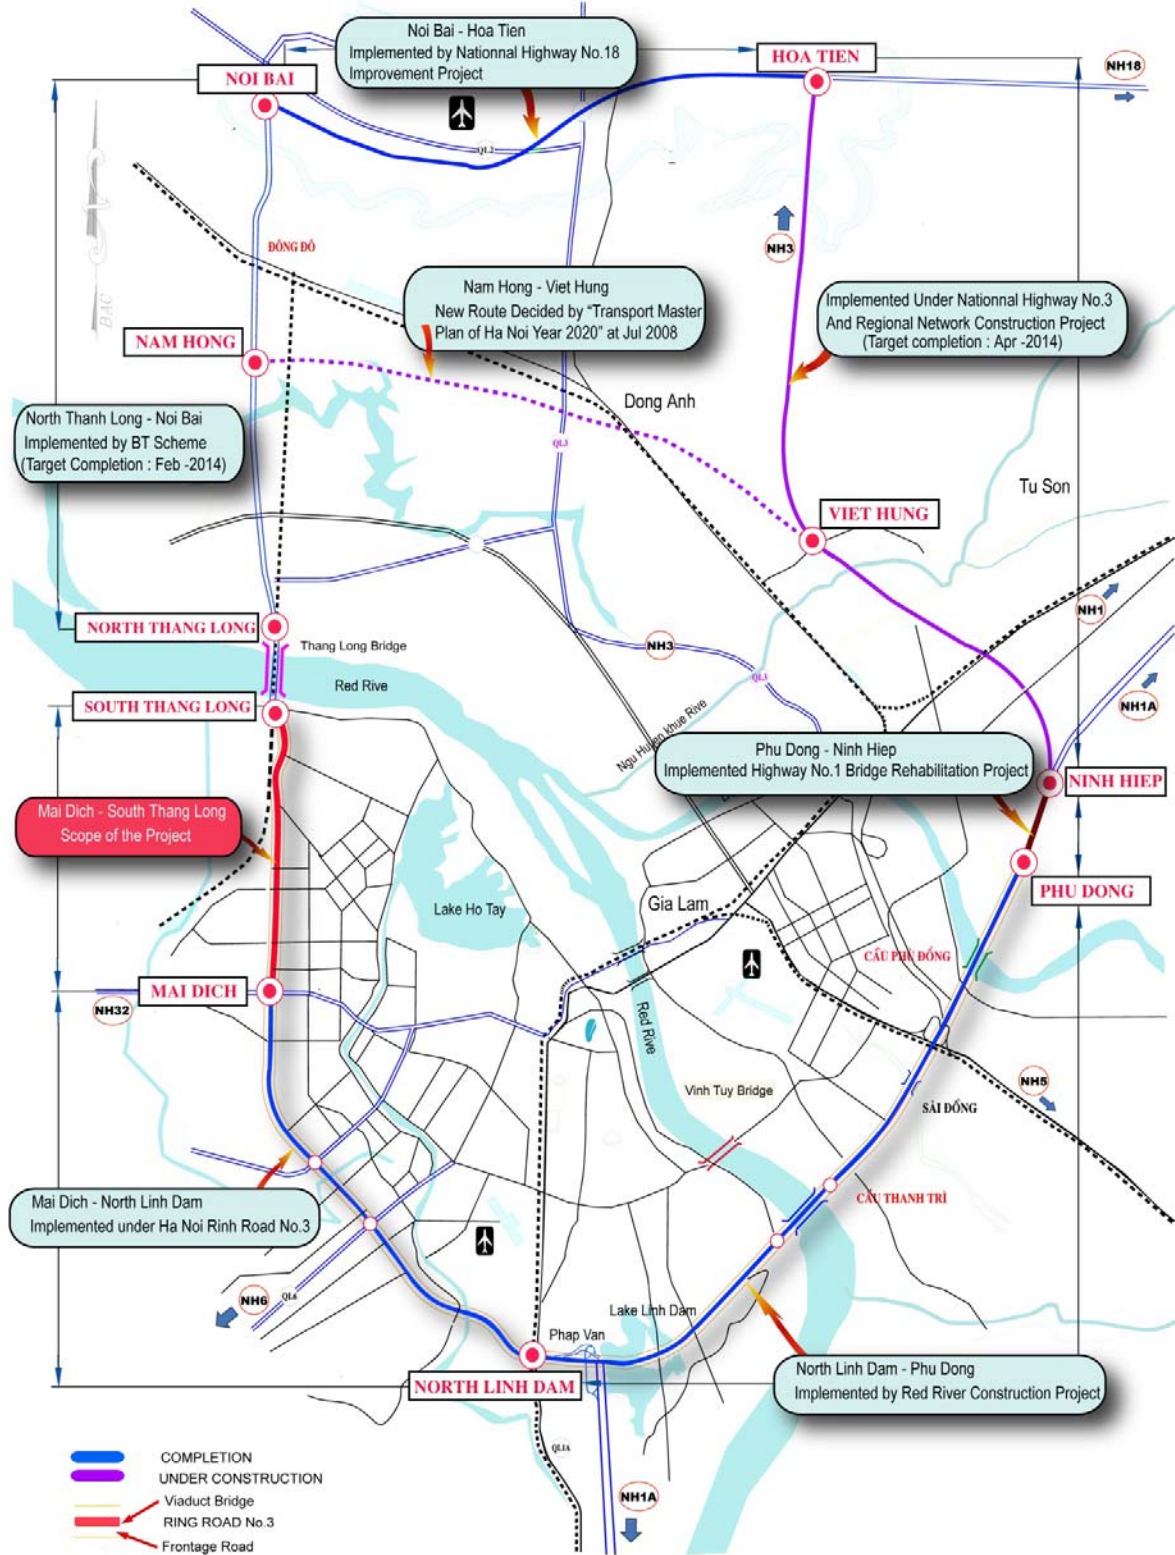 Noi Bai - Hoa Tien
Implemented by Nationnal Highway No.18
Improvement Project
HOA TIEN
NOI BAI
NH18
QL2
BAC
ĐÔNG ĐÔ
NH3
Nam Hong - Viet Hung
New Route Decided by “Transport Master
Plan of Ha Noi Year 2020” at Jul 2008
Implemented Under Nationnal Highway No.3
And Regional Network Construction Project
(Target completion : Apr -2014)
NAM HONG
Dong Anh
North Thanh Long - Noi Bai
Implemented by BT Scheme
(Target Completion : Feb -2014)
QL3
Tu Son
VIET HUNG
NH1
NORTH THANG LONG
Thang Long Bridge
NH3
QL3
Red Rive
SOUTH THANG LONG
NH1A
Ngu Huyen khue Rive
Phu Dong - Ninh Hiep
Implemented Highway No.1 Bridge Rehabilitation Project
NINH HIEP
Mai Dich - South Thang Long
Scope of the Project
PHU DONG
Lake Ho Tay
Gia Lam
CẦU PHÙ ĐỔNG
MAI DICH
NH32
Red Rive
Vinh Tuy Bridge
NH5
SÀI ĐỒNG
Mai Dich - North Linh Dam
Implemented under Ha Noi Rinh Road No.3
CẦU THANH TRÌ
NH6
QL6
Lake Linh Dam
Phap Van
North Linh Dam - Phu Dong
Implemented by Red River Construction Project
NORTH LINH DAM
QL1A
NH1A
COMPLETION
UNDER CONSTRUCTION
Viaduct Bridge
RING ROAD No.3
Frontage Road